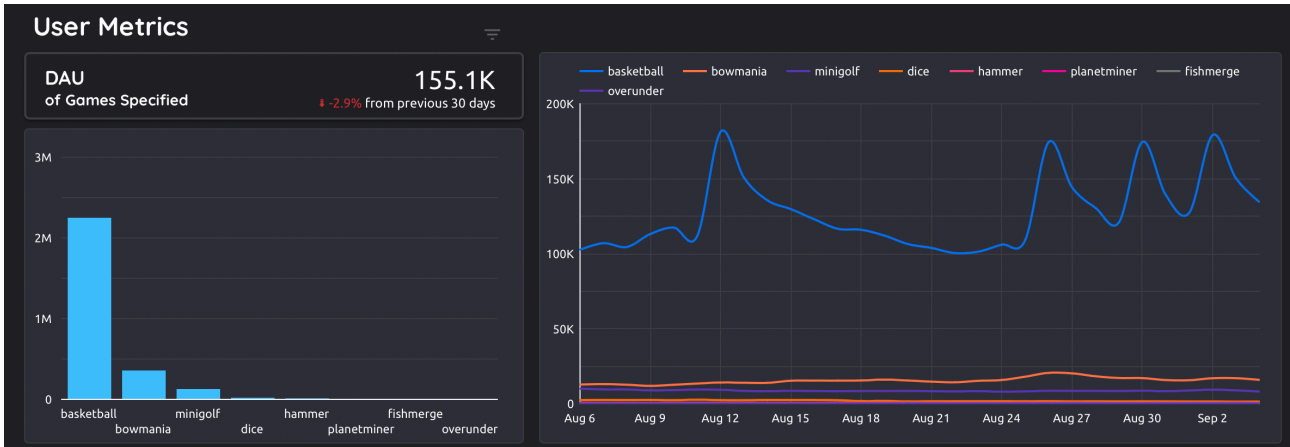 User Metrics
DAU
155.1K
of Games Specified
-2.9% from previous 30 days
3M
2M
1M
0
basketball
minigolf
hammer
fishmerge
bowmania
dice
planetminer
overunder
basketball
bowmania
minigolf
dice
hammer
planetminer
fishmerge
overunder
200K
150K
100K
50K
0
Aug 6
Aug 9
Aug 12
Aug 15
Aug 18
Aug 21
Aug 24
Aug 27
Aug 30
Sep 2